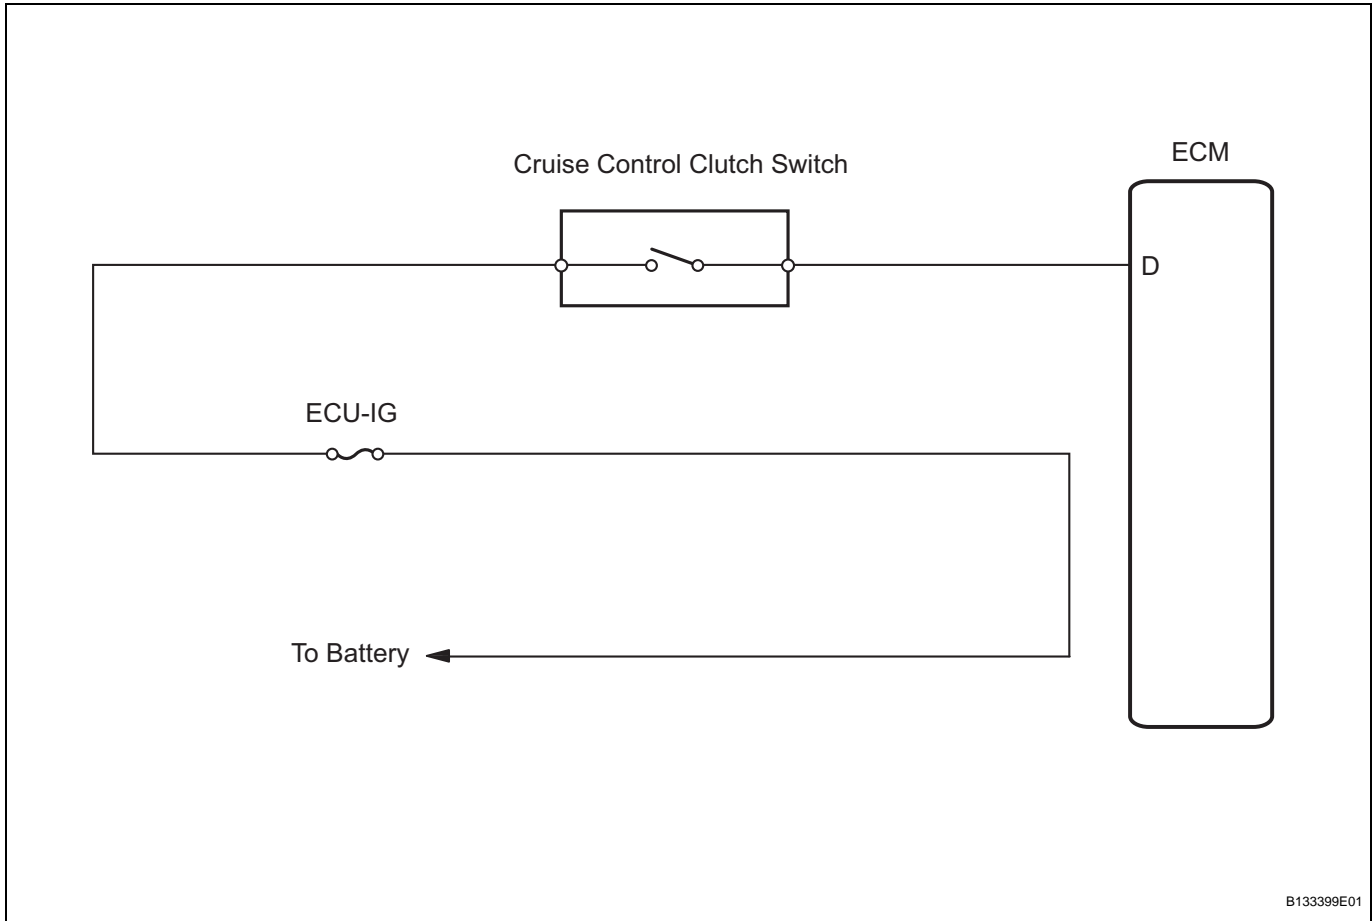 ECM
Cruise Control Clutch Switch
D
ECU-IG
To Battery
B133399E01